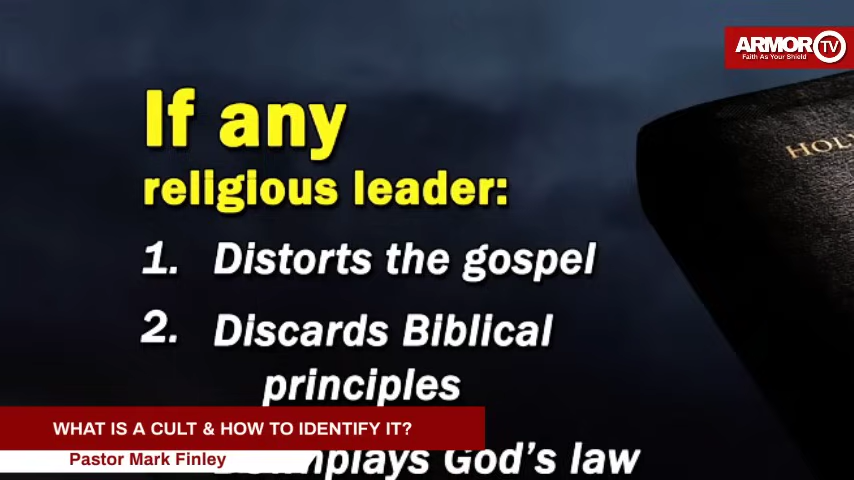 ARMOR TV
Faith As Your Shield
If any
religious leader:
1. Distorts the gospel
2. Discards Biblical
principles
God's law
WHAT IS A CULT & HOW TO IDENTIFY IT?
Pastor Mark Finley